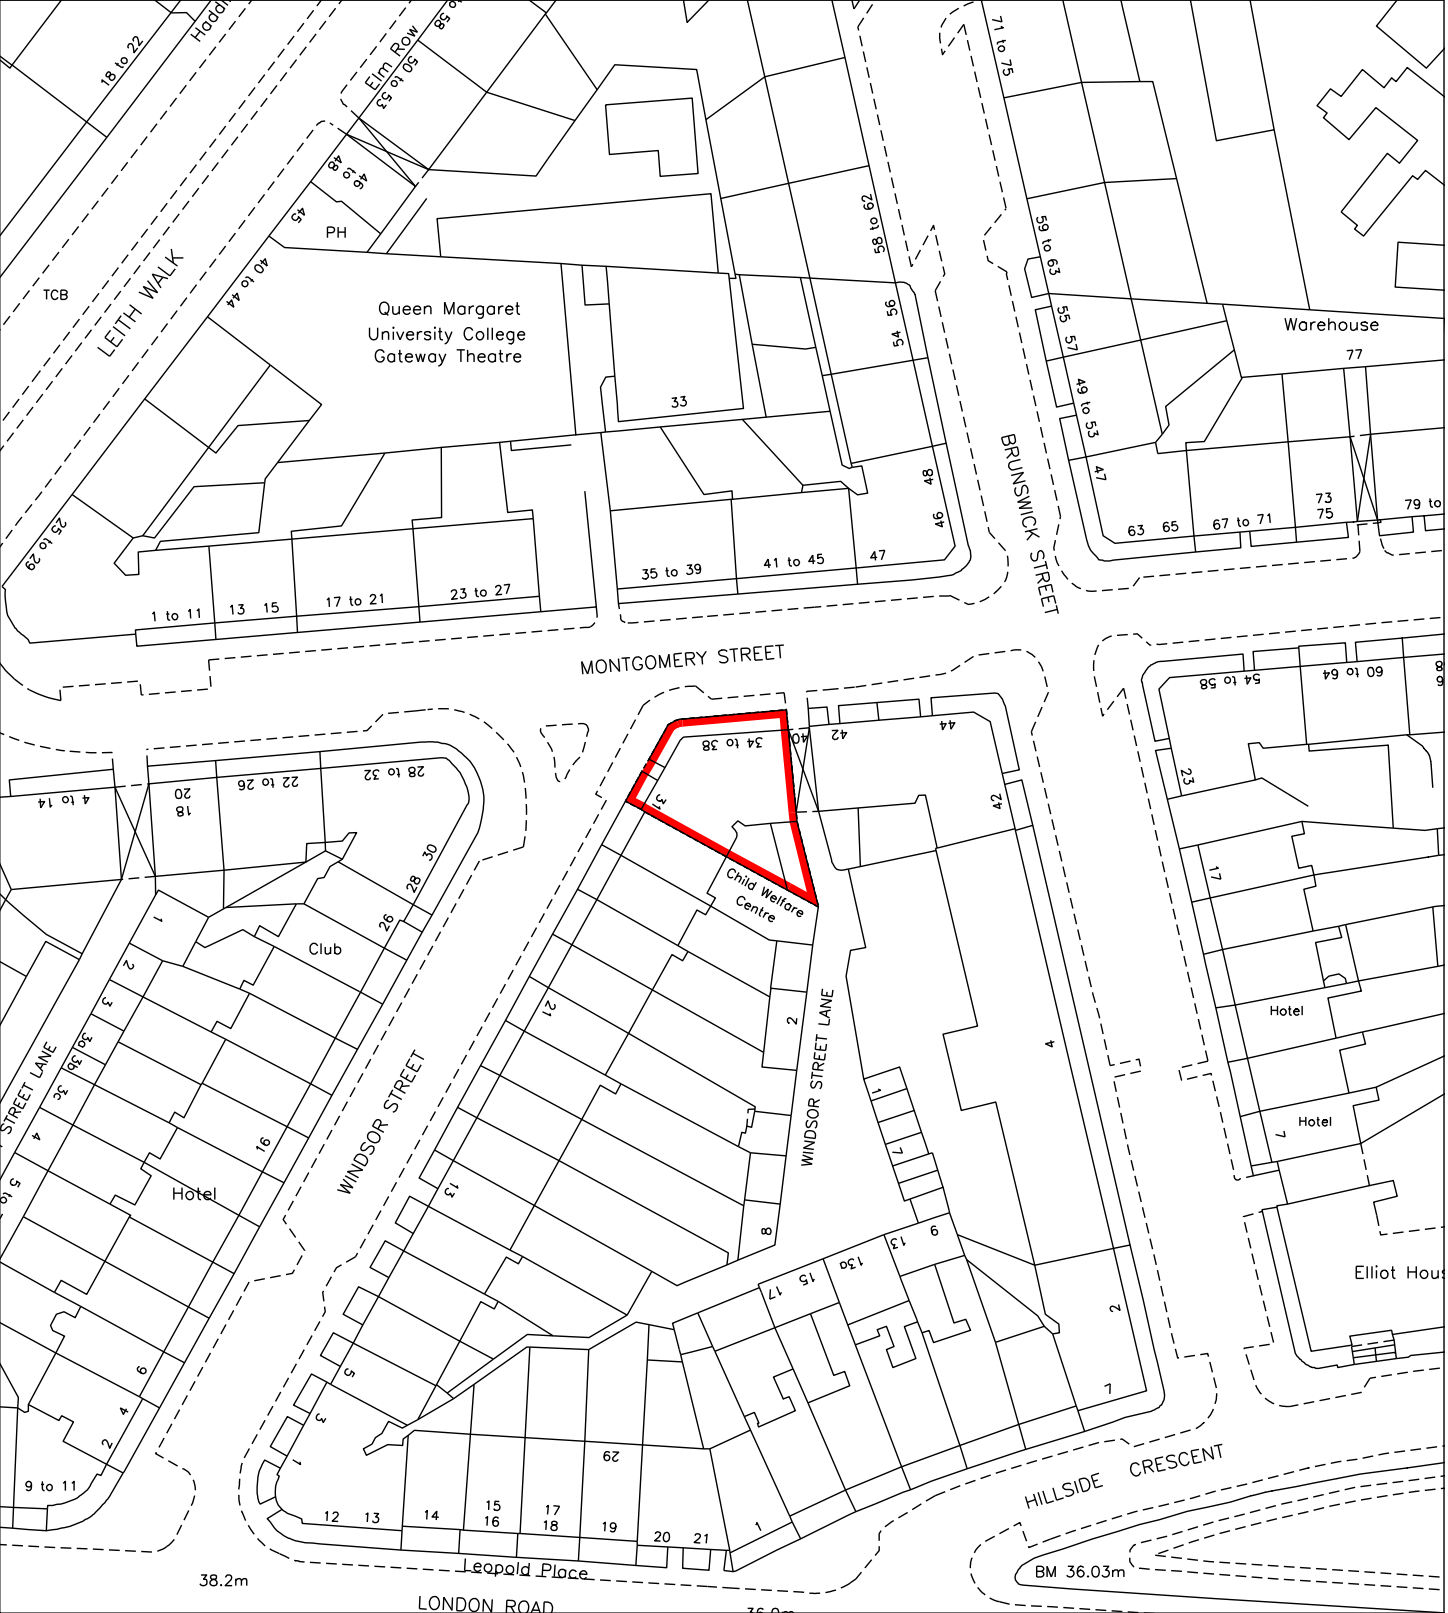 18 to 22
Haddi
Elm Row
50 to 53
to 58
71 to 75
48
to
46
45
PH
40 to 44
LEITH WALK
TCB
Queen Margaret
University College
Gateway Theatre
33
58 to 62
54 56
59 to 63
55 57
49 to 53
47
Warehouse
77
48
46
BRUNSWICK STREET
63 65
67 to 71
73
75
79 to
25 to 29
1 to 11
13 15
17 to 21
23 to 27
35 to 39
41 to 45
47
MONTGOMERY STREET
34 to 38
40
42
44
42
31
54 to 58
60 to 64
23
17
4 to 14
20
18
22 to 26
28 to 32
30
28
26
Club
Child Welfare
Centre
1
2
3
3a
3b
3c
4
5 to
STREET LANE
21
2
WINDSOR STREET LANE
4
Hotel
Hotel
7
WINDSOR STREET
16
Hotel
13
8
1
7
9
13
13a
15
17
2
7
Elliot Hous
6
4
2
9 to 11
5
3
1
12 13
14
15
16
17
18
19
29
20
21
1
HILLSIDE CRESCENT
Leopold Place
BM 36.03m
38.2m
LONDON ROAD